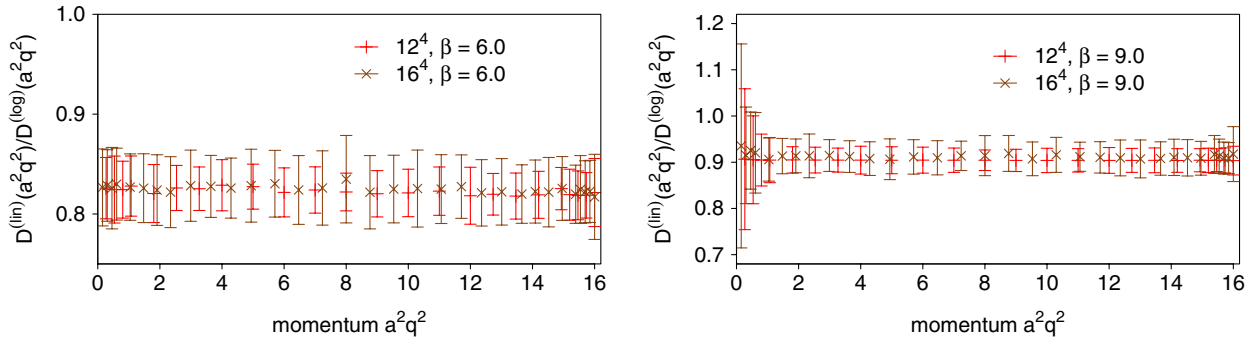 D^(lin)(a²q²)/D^(log)(a²q²)
1.0
0.9
0.8
12⁴, β = 6.0
16⁴, β = 6.0
0 2 4 6 8 10 12 14 16
momentum a²q²
D^(lin)(a²q²)/D^(log)(a²q²)
1.2
1.1
1.0
0.9
0.8
0.7
12⁴, β = 9.0
16⁴, β = 9.0
0 2 4 6 8 10 12 14 16
momentum a²q²